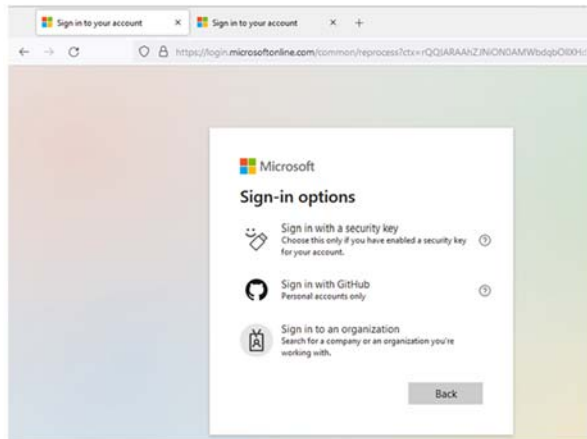 Sign in to your account
Sign in to your account
https://login.microsoftonline.com/common/reprocess?ctx=
Microsoft
Sign-in options
Sign in with a security key
Choose this only if you have enabled a security key
for your account.
Sign in with GitHub
Personal accounts only
Sign in to an organization
Search for a company or an organization you're
working with.
Back